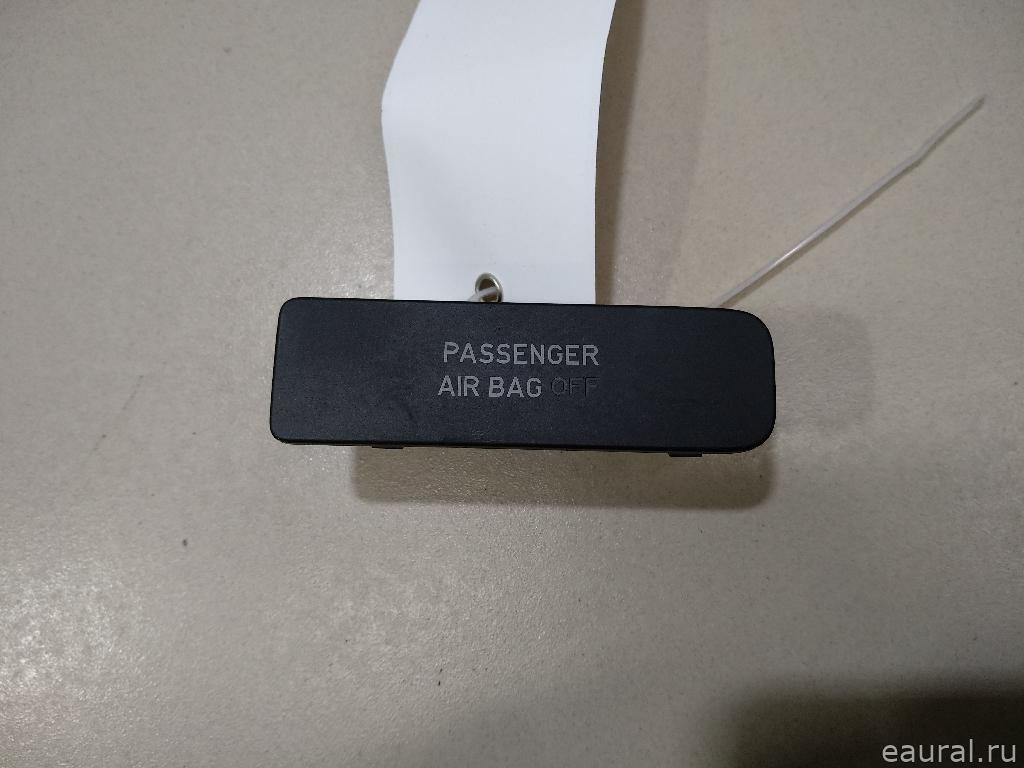 PASSENGER
AIR BAG OFF
eaural.ru